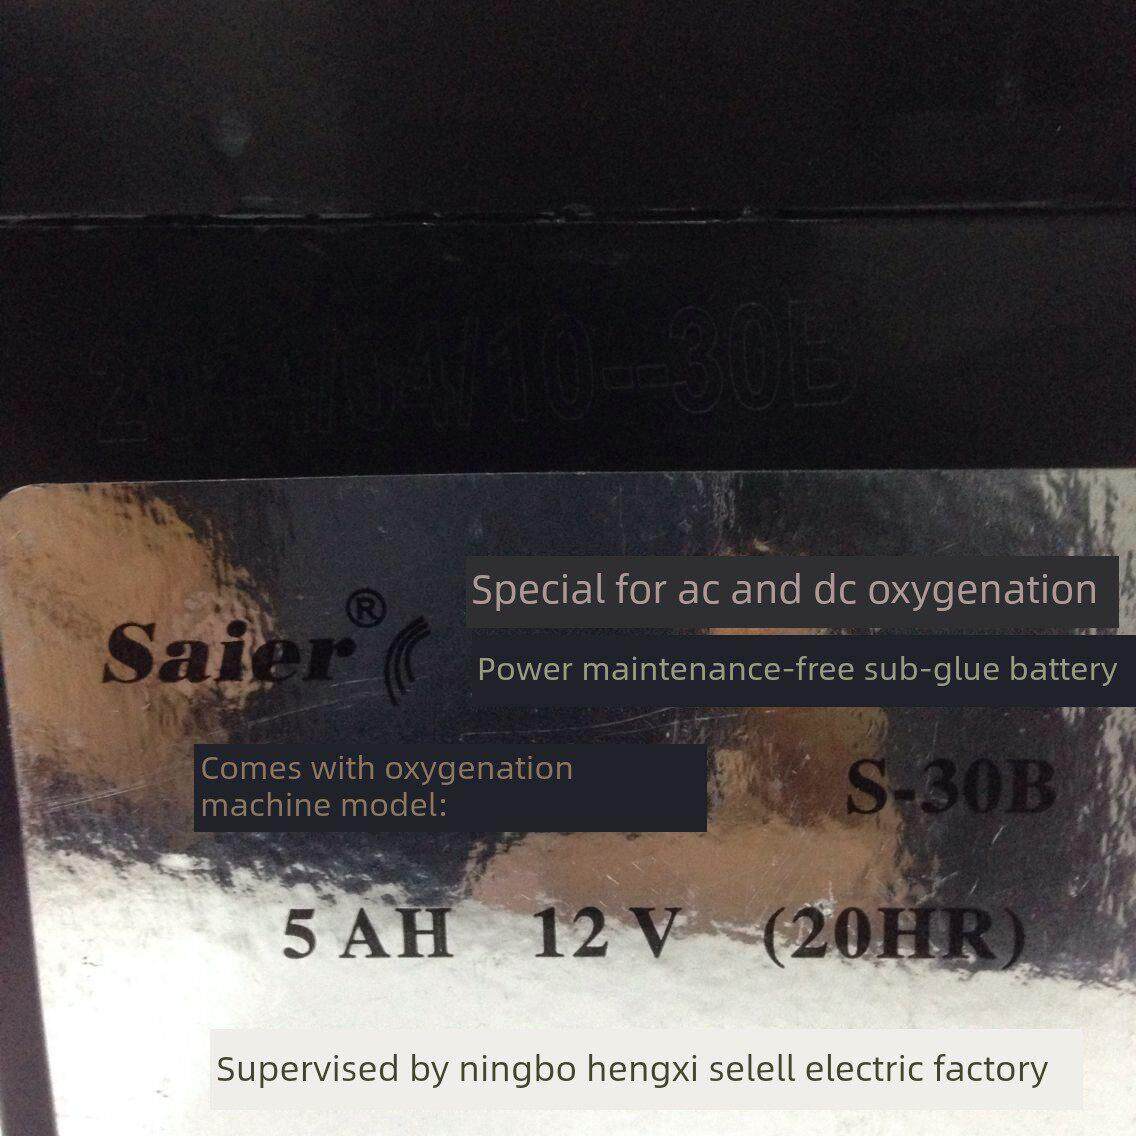 Special for ac and dc oxygenation
Saier®
Power maintenance-free sub-glue battery
Comes with oxygenation
machine model:
S-30B
5 AH 12 V (20HR)
Supervised by ningbo hengxi selell electric factory